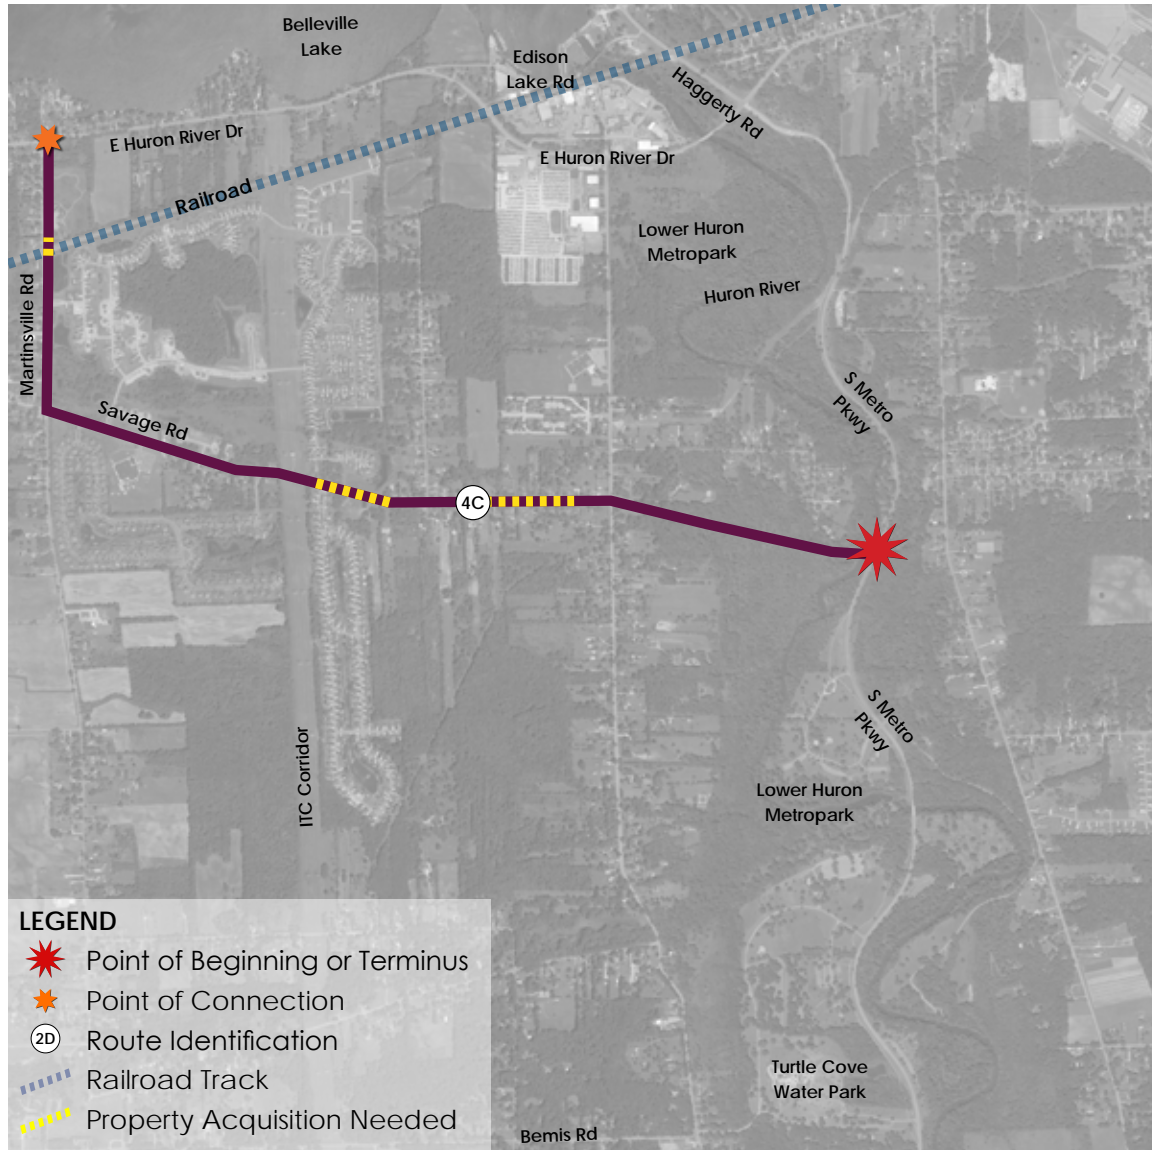 Belleville
Lake
Edison
Lake Rd
Haggerty Rd
E Huron River Dr
E Huron River Dr
Railroad
Lower Huron
Metropark
Huron River
Martinsville Rd
S Metro
Pkwy
Savage Rd
4C
S Metro
Pkwy
ITC Corridor
Lower Huron
Metropark
LEGEND
Point of Beginning or Terminus
Point of Connection
2D
Route Identification
Railroad Track
Property Acquisition Needed
Turtle Cove
Water Park
Bemis Rd